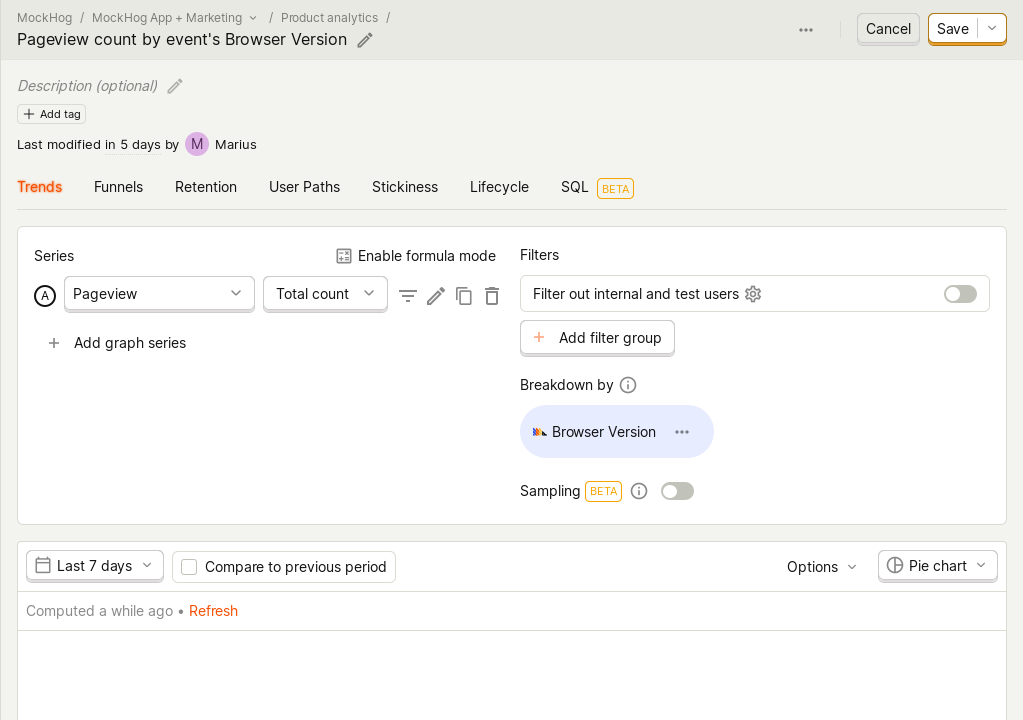 MockHog / MockHog App + Marketing / Product analytics /
Pageview count by event's Browser Version
Cancel
Save
Description (optional)
Add tag
Last modified in 5 days by M Marius
Trends
Funnels
Retention
User Paths
Stickiness
Lifecycle
SQL BETA
Series
Enable formula mode
A
Pageview
Total count
Add graph series
Filters
Filter out internal and test users
Add filter group
Breakdown by
Browser Version
Sampling BETA
Last 7 days
Compare to previous period
Options
Pie chart
Computed a while ago • Refresh